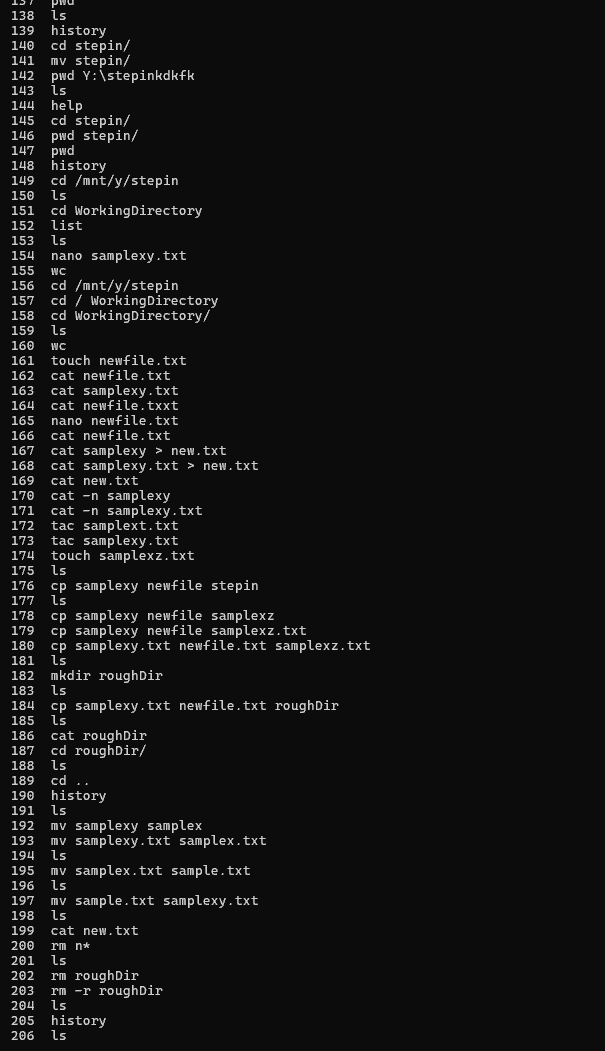 137 pwd
138 ls
139 history
140 cd stepin/
141 mv stepin/
142 pwd Y:\stepinkdkfk
143 ls
144 help
145 cd stepin/
146 pwd stepin/
147 pwd
148 history
149 cd /mnt/y/stepin
150 ls
151 cd WorkingDirectory
152 list
153 ls
154 nano samplexy.txt
155 wc
156 cd /mnt/y/stepin
157 cd / WorkingDirectory
158 cd WorkingDirectory/
159 ls
160 wc
161 touch newfile.txt
162 cat newfile.txt
163 cat samplexy.txt
164 cat newfile.txxt
165 nano newfile.txt
166 cat newfile.txt
167 cat samplexy > new.txt
168 cat samplexy.txt > new.txt
169 cat new.txt
170 cat -n samplexy
171 cat -n samplexy.txt
172 tac samplext.txt
173 tac samplexy.txt
174 touch samplexz.txt
175 ls
176 cp samplexy newfile stepin
177 ls
178 cp samplexy newfile samplexz
179 cp samplexy newfile samplexz.txt
180 cp samplexy.txt newfile.txt samplexz.txt
181 ls
182 mkdir roughDir
183 ls
184 cp samplexy.txt newfile.txt roughDir
185 ls
186 cat roughDir
187 cd roughDir/
188 ls
189 cd ..
190 history
191 ls
192 mv samplexy samplex
193 mv samplexy.txt samplex.txt
194 ls
195 mv samplex.txt sample.txt
196 ls
197 mv sample.txt samplexy.txt
198 ls
199 cat new.txt
200 rm n*
201 ls
202 rm roughDir
203 rm -r roughDir
204 ls
205 history
206 ls